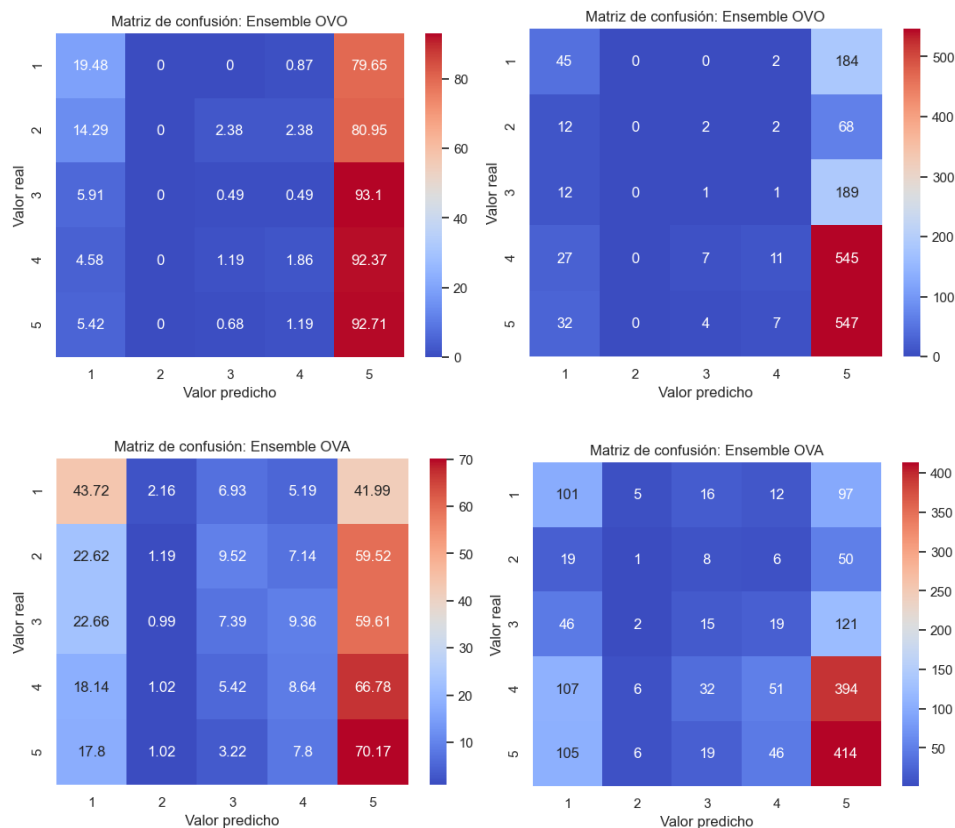 Matriz de confusión: Ensemble OVO
1 19.48 0 0 0.87 79.65
2 14.29 0 2.38 2.38 80.95
3 5.91 0 0.49 0.49 93.1
4 4.58 0 1.19 1.86 92.37
5 5.42 0 0.68 1.19 92.71
1 2 3 4 5
Valor real
Valor predicho
80
60
40
20
0
Matriz de confusión: Ensemble OVO
1 45 0 0 2 184
2 12 0 2 2 68
3 12 0 1 1 189
4 27 0 7 11 545
5 32 0 4 7 547
1 2 3 4 5
Valor real
Valor predicho
500
400
300
200
100
0
Matriz de confusión: Ensemble OVA
1 43.72 2.16 6.93 5.19 41.99
2 22.62 1.19 9.52 7.14 59.52
3 22.66 0.99 7.39 9.36 59.61
4 18.14 1.02 5.42 8.64 66.78
5 17.8 1.02 3.22 7.8 70.17
1 2 3 4 5
Valor real
Valor predicho
70
60
50
40
30
20
10
Matriz de confusión: Ensemble OVA
1 101 5 16 12 97
2 19 1 8 6 50
3 46 2 15 19 121
4 107 6 32 51 394
5 105 6 19 46 414
1 2 3 4 5
Valor real
Valor predicho
400
350
300
250
200
150
100
50